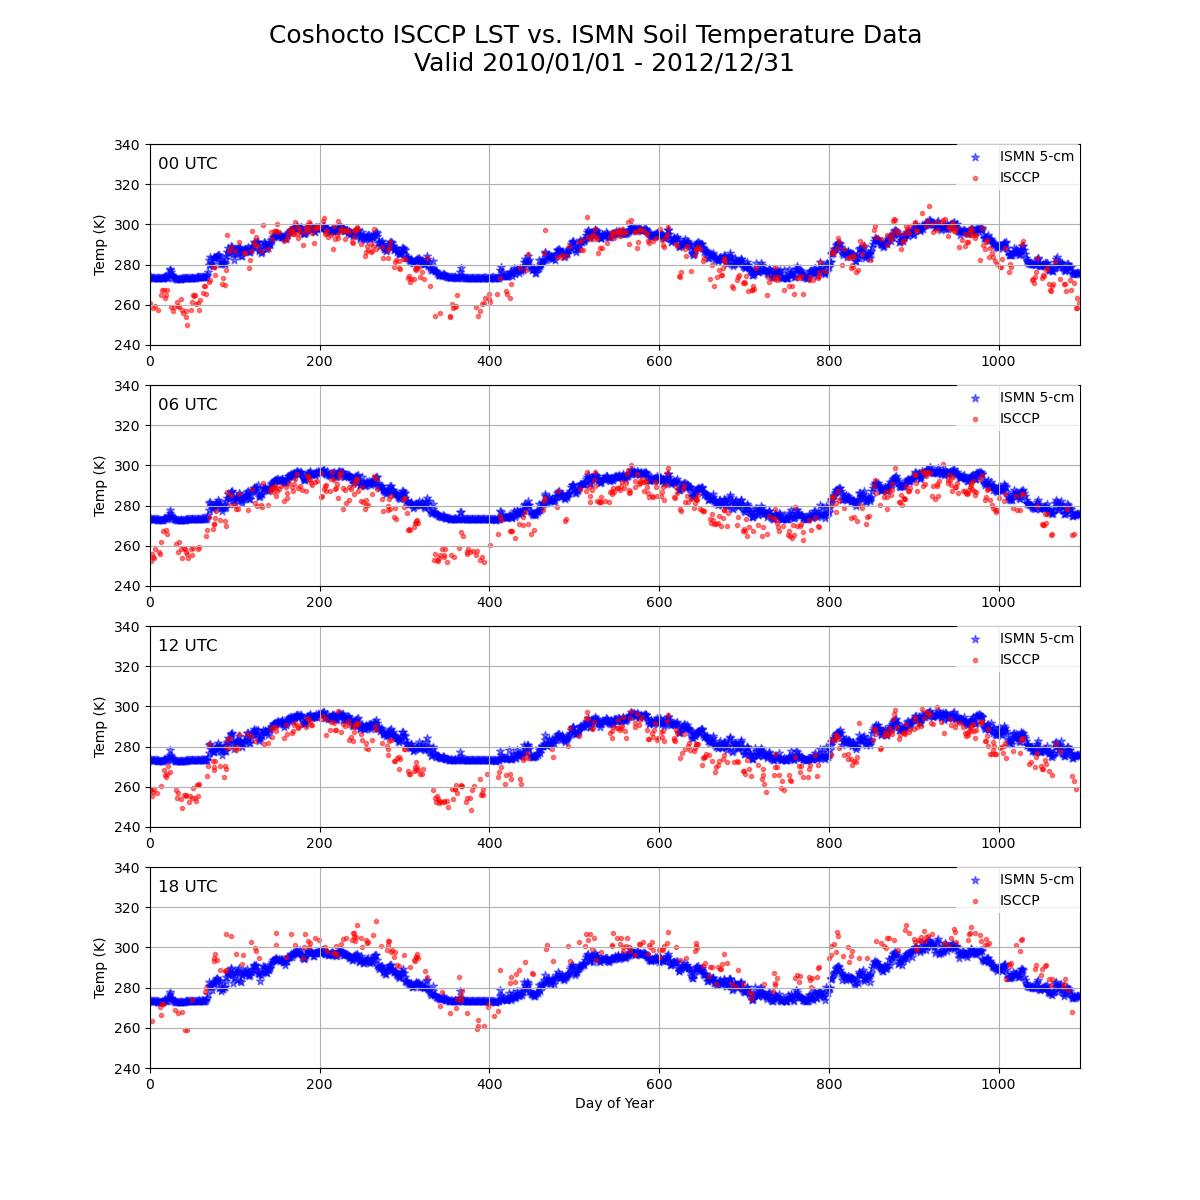 Coshocto ISCCP LST vs. ISMN Soil Temperature Data
Valid 2010/01/01 - 2012/12/31
340
320
300
280
260
240
Temp (K)
00 UTC
ISMN 5-cm
ISCCP
0 200 400 600 800 1000
340
320
300
280
260
240
Temp (K)
06 UTC
ISMN 5-cm
ISCCP
0 200 400 600 800 1000
340
320
300
280
260
240
Temp (K)
12 UTC
ISMN 5-cm
ISCCP
0 200 400 600 800 1000
340
320
300
280
260
240
Temp (K)
18 UTC
ISMN 5-cm
ISCCP
0 200 400 600 800 1000
Day of Year